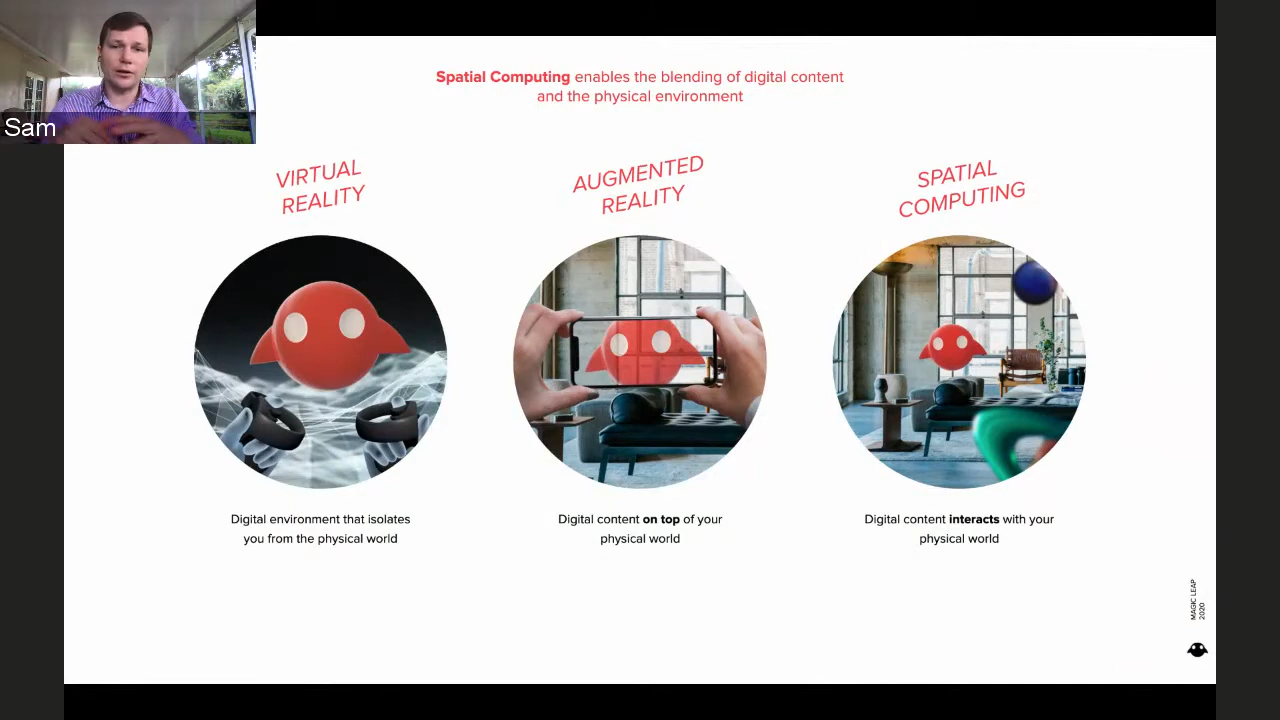 Sam
Spatial Computing enables the blending of digital content
and the physical environment
VIRTUAL
REALITY
AUGMENTED
REALITY
SPATIAL
COMPUTING
Digital environment that isolates
you from the physical world
Digital content on top of your
physical world
Digital content interacts with your
physical world
MAGIC LEAP
2020